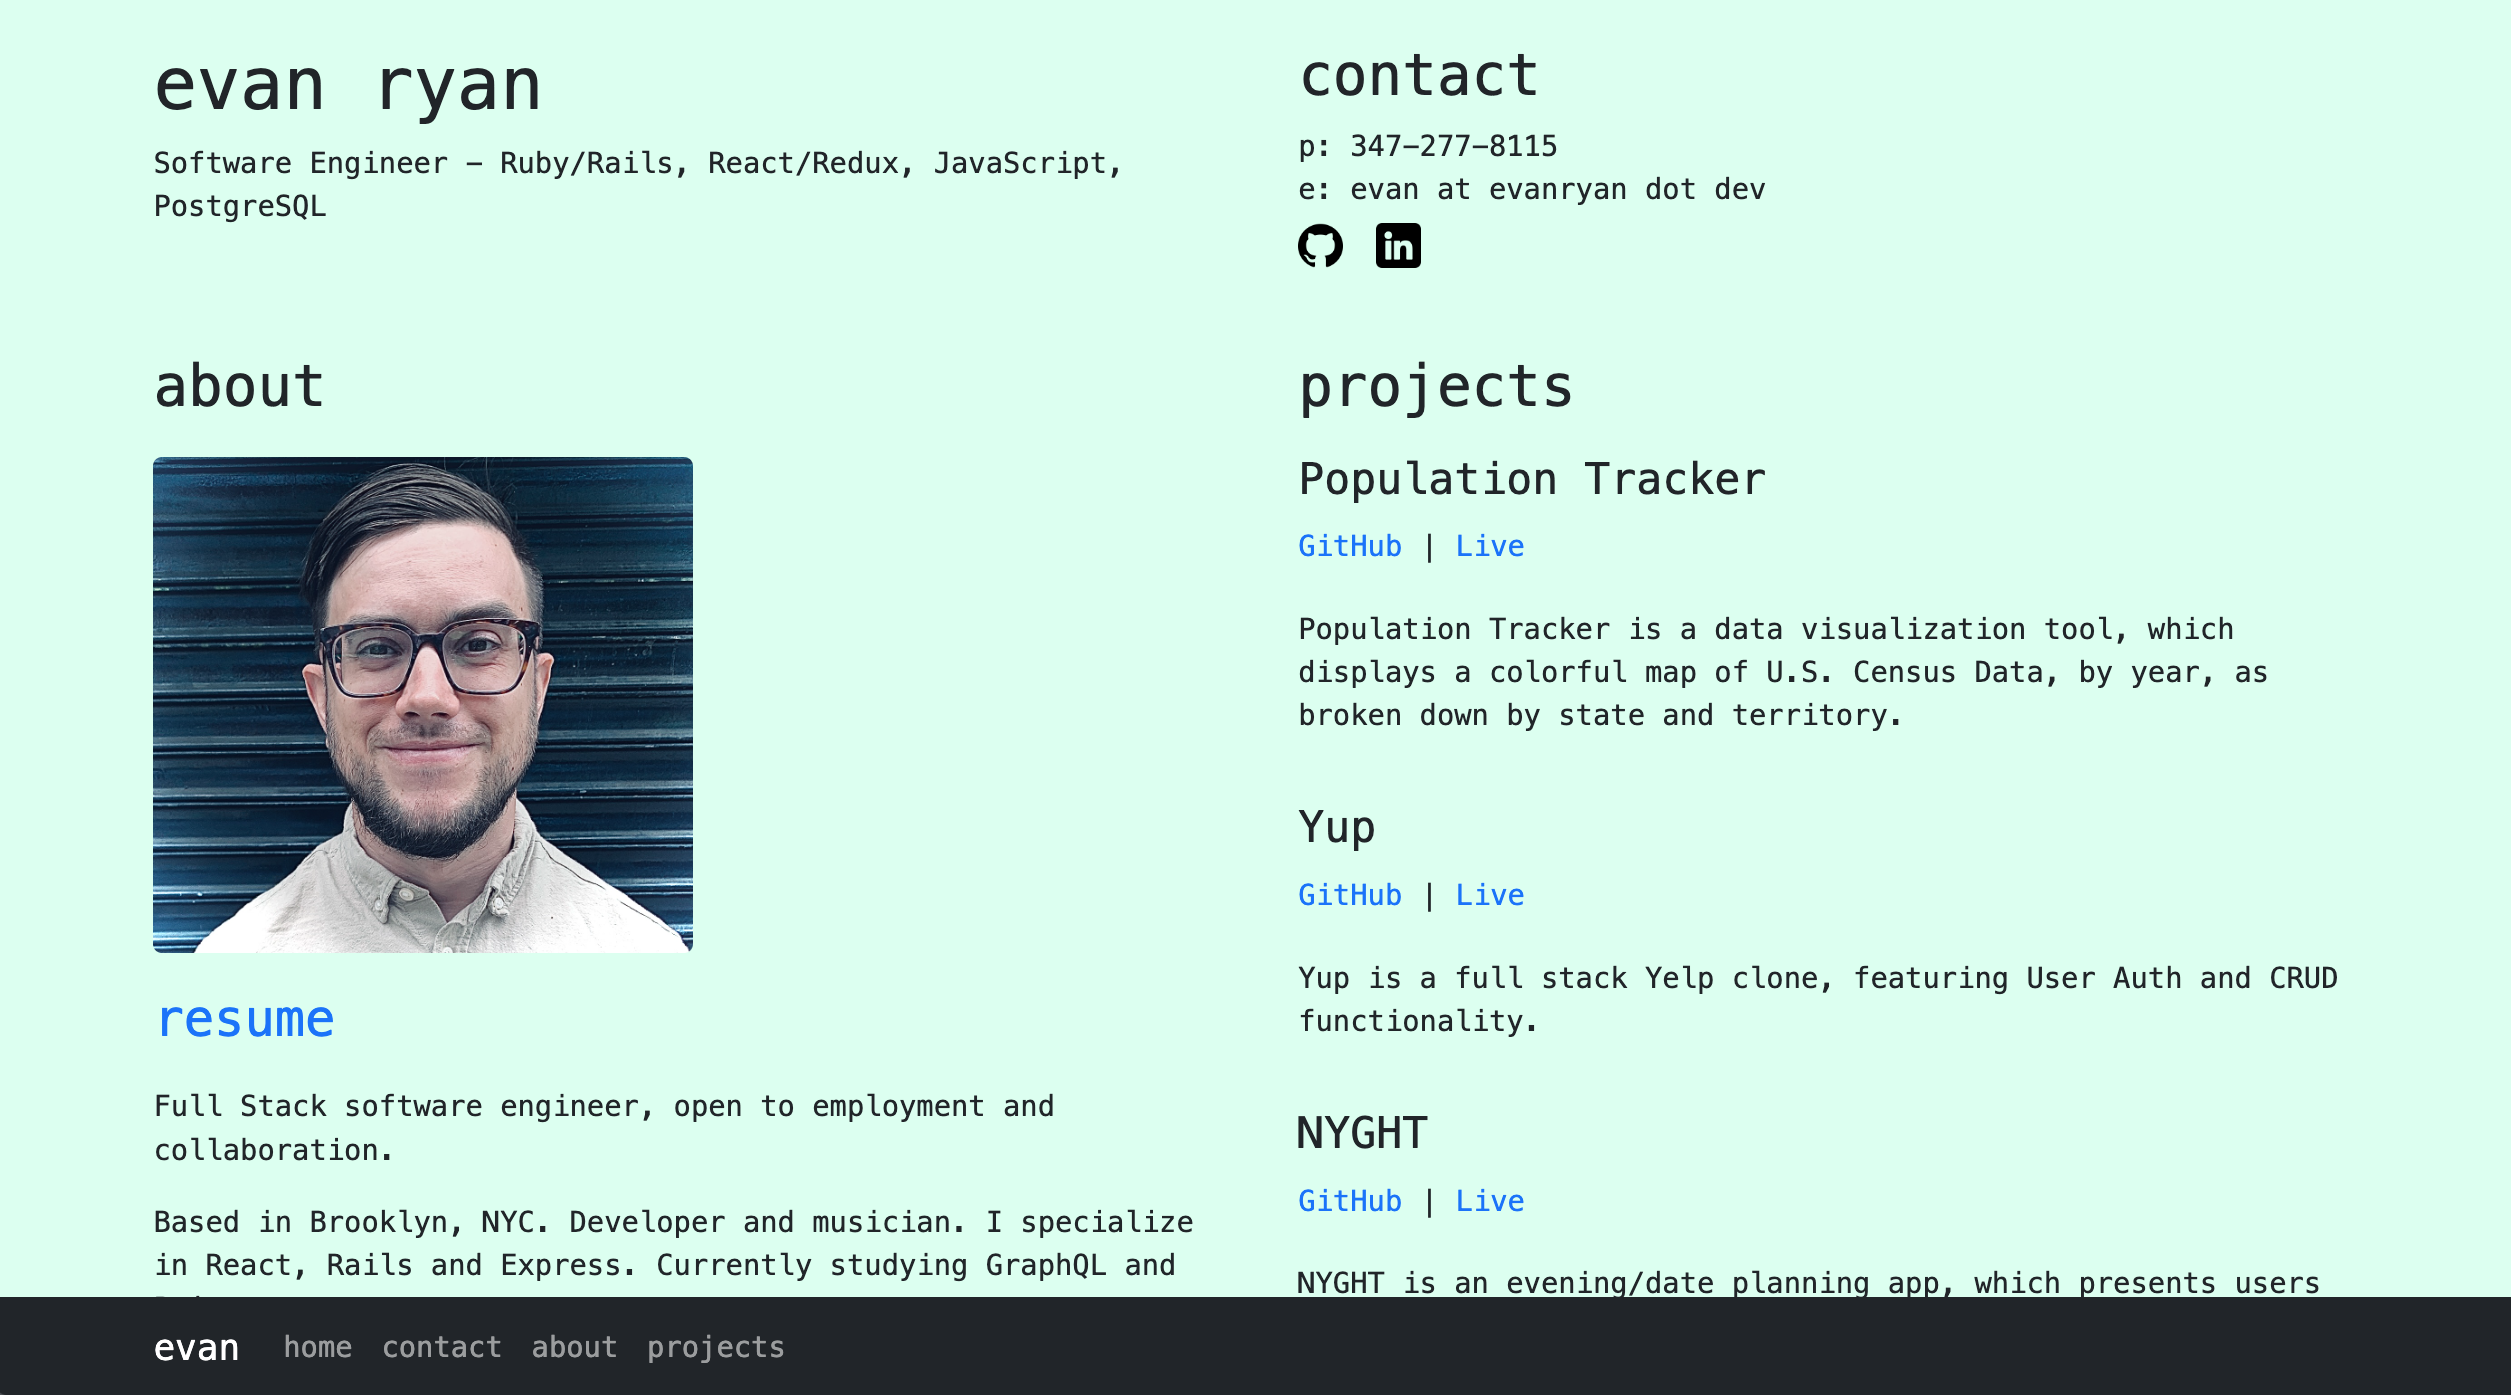 evan ryan
Software Engineer – Ruby/Rails, React/Redux, JavaScript,
PostgreSQL
contact
p: 347–277–8115
e: evan at evanryan dot dev
in
about
resume
Full Stack software engineer, open to employment and
collaboration.
Based in Brooklyn, NYC. Developer and musician. I specialize
in React, Rails and Express. Currently studying GraphQL and
projects
Population Tracker
GitHub | Live
Population Tracker is a data visualization tool, which
displays a colorful map of U.S. Census Data, by year, as
broken down by state and territory.
Yup
GitHub | Live
Yup is a full stack Yelp clone, featuring User Auth and CRUD
functionality.
NYGHT
GitHub | Live
NYGHT is an evening/date planning app, which presents users
evan home contact about projects